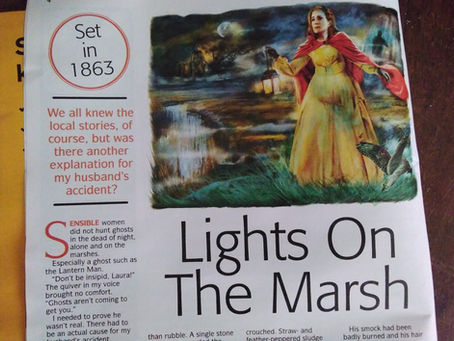 Set
in
1863
We all knew the
local stories, of
course, but was
there another
explanation for
my husband's
accident?
SENSIBLE women
did not hunt ghosts
in the dead of night,
alone and on the
marshes.
Especially a ghost such as
the Lantern Man.
"Don't be insipid, Laura!"
The quiver in my voice
brought no comfort.
"Ghosts aren't coming to
get you."
I needed to prove he
wasn't real. There had to
be an actual cause for my
Lights On
The Marsh
than rubble. A single stone
crouched. Straw- and
feather-peppered sludge
His smock had been
badly burned and his hair